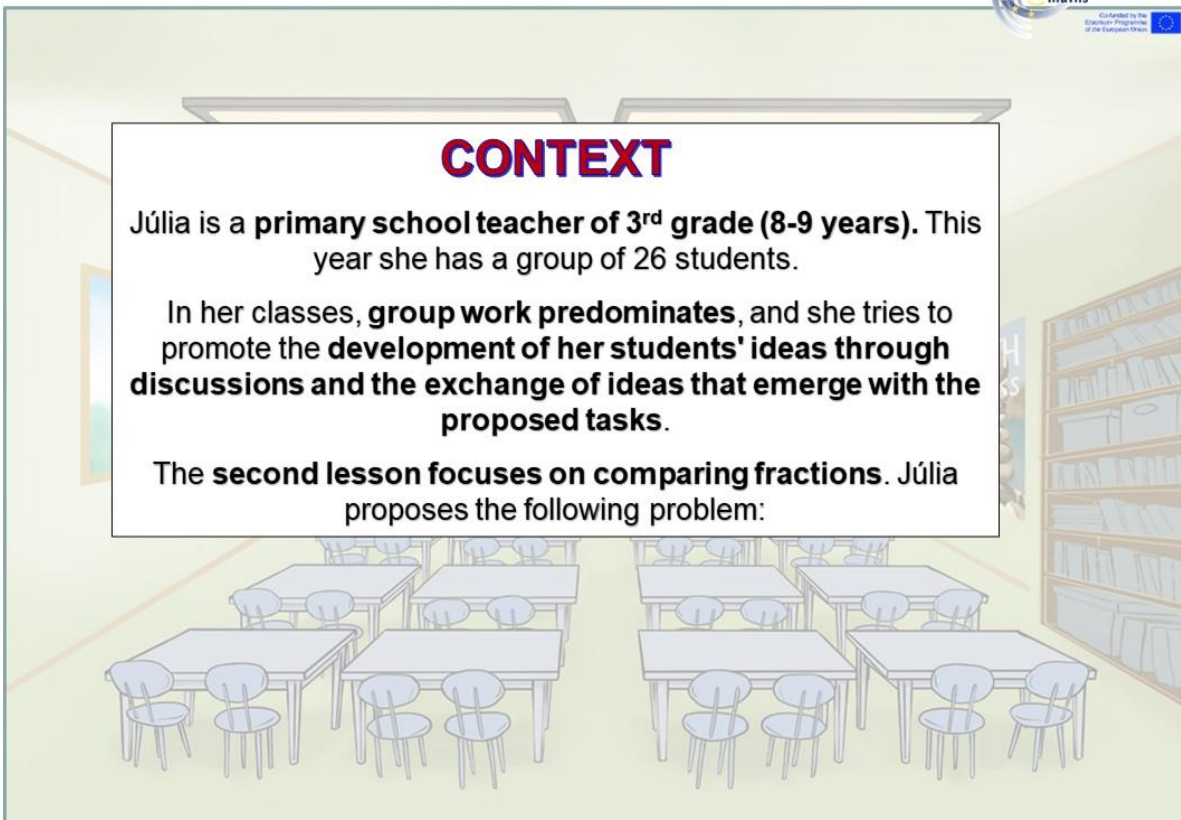 maths
Co-funded by the
Erasmus+ Programme
of the European Union
CONTEXT
Júlia is a primary school teacher of 3rd grade (8-9 years). This
year she has a group of 26 students.
In her classes, group work predominates, and she tries to
promote the development of her students' ideas through
discussions and the exchange of ideas that emerge with the
proposed tasks.
The second lesson focuses on comparing fractions. Júlia
proposes the following problem: